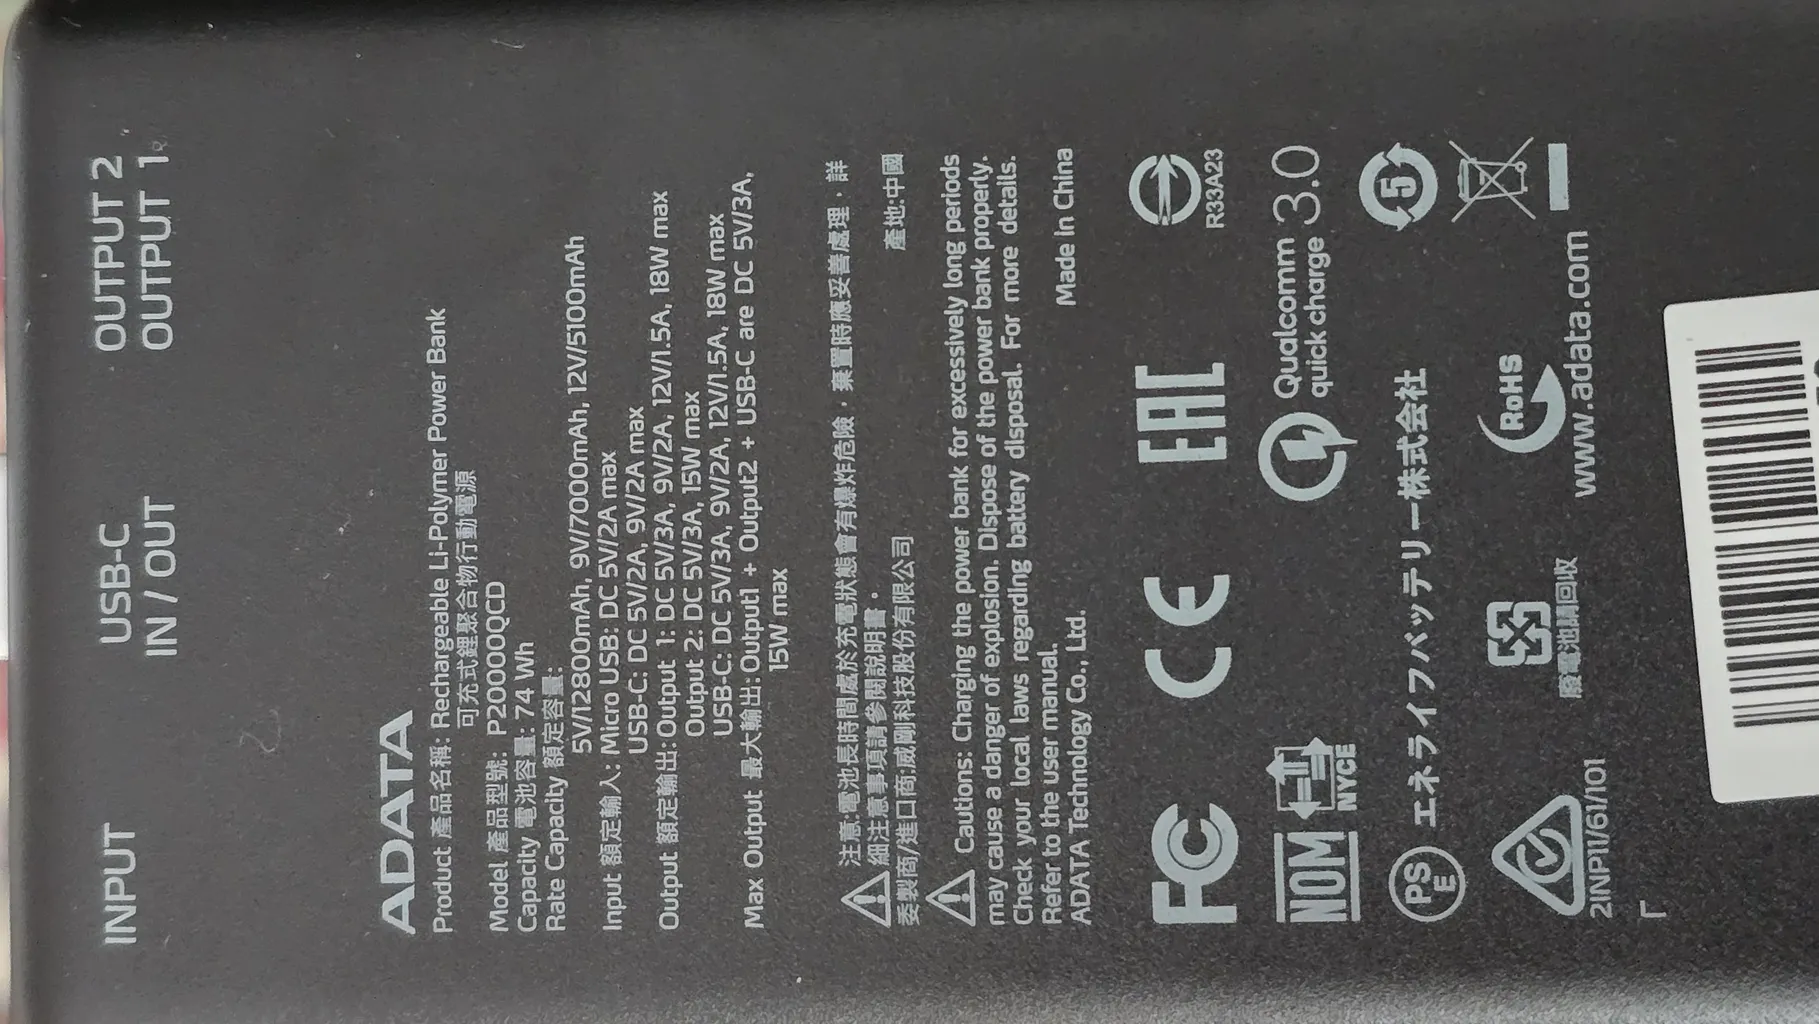 INPUT
USB-C
IN / OUT
OUTPUT 2
OUTPUT 1
ADATA
Product 產品名稱: Rechargeable Li-Polymer Power Bank
可充式鋰聚合物行動電源
Model 產品型號: P20000QCD
Capacity 電池容量: 74 Wh
Rate Capacity 額定容量:
5V/12800mAh, 9V/7000mAh, 12V/5100mAh
Input 額定輸入: Micro USB: DC 5V/2A max
USB-C: DC 5V/2A, 9V/2A max
Output 額定輸出: Output 1: DC 5V/3A, 9V/2A, 12V/1.5A, 18W max
Output 2: DC 5V/3A, 15W max
USB-C: DC 5V/3A, 9V/2A, 12V/1.5A, 18W max
Max Output 最大輸出: Output1 + Output2 + USB-C are DC 5V/3A,
15W max
注意:電池長時間處於充電狀態會有爆炸危險，棄置時應妥善處理，詳
細注意事項請參閱說明書。
委製商/進口商:威剛科技股份有限公司 產地:中國
Cautions: Charging the power bank for excessively long periods
may cause a danger of explosion. Dispose of the power bank properly.
Check your local laws regarding battery disposal. For more details.
Refer to the user manual.
ADATA Technology Co., Ltd. Made in China
FC
CE
EAC
R33A23
NOM
NYCE
Qualcomm
quick charge 3.0
PS
E
エネライフバッテリー株式会社
5
2INP11/61/101
廢電池請回收
RoHS
www.adata.com